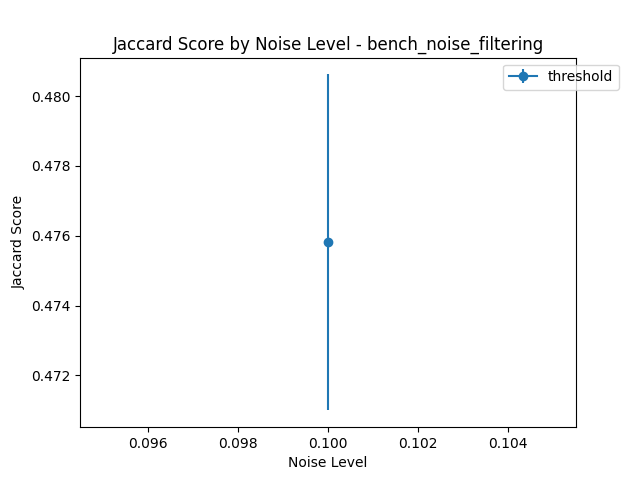 Jaccard Score by Noise Level - bench_noise_filtering
threshold
0.480
0.478
0.476
0.474
0.472
Jaccard Score
0.096 0.098 0.100 0.102 0.104
Noise Level